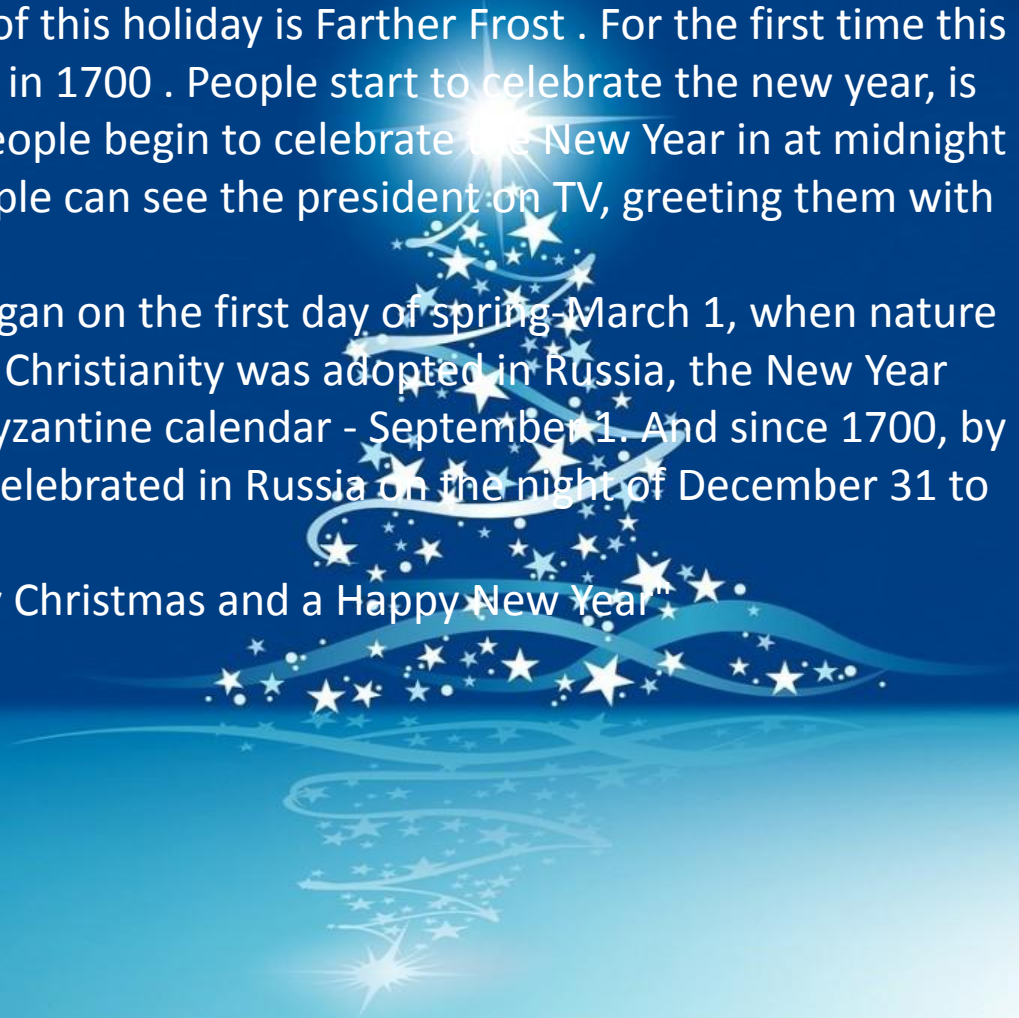 of this holiday is Farther Frost . For the first time this
in 1700 . People start to celebrate the new year, is
eople begin to celebrate the New Year in at midnight
ple can see the president on TV, greeting them with
gan on the first day of spring-March 1, when nature
Christianity was adopted in Russia, the New Year
yzantine calendar - September 1. And since 1700, by
elebrated in Russia on the night of December 31 to
y Christmas and a Happy New Year"